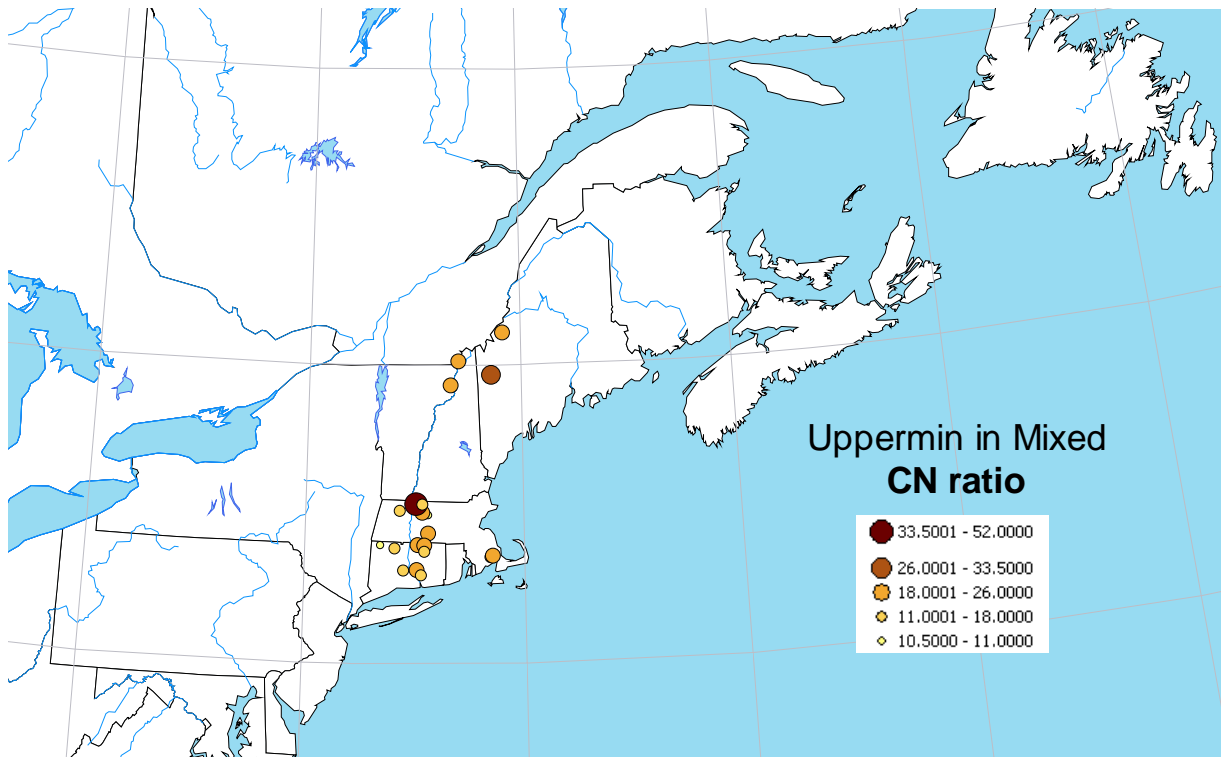 Uppermin in Mixed
CN ratio
33.5001 - 52.0000
26.0001 - 33.5000
18.0001 - 26.0000
11.0001 - 18.0000
10.5000 - 11.0000